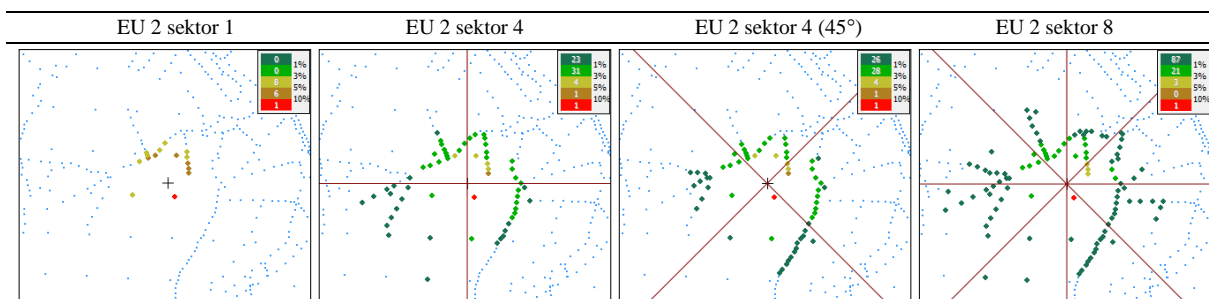 EU 2 sektor 1 EU 2 sektor 4 EU 2 sektor 4 (45°) EU 2 sektor 8
0 1% 0 3% 8 5% 6 10% 1
23 1% 31 3% 4 5% 1 10% 1
26 1% 28 3% 4 5% 1 10% 1
87 1% 21 3% 3 5% 0 10% 1